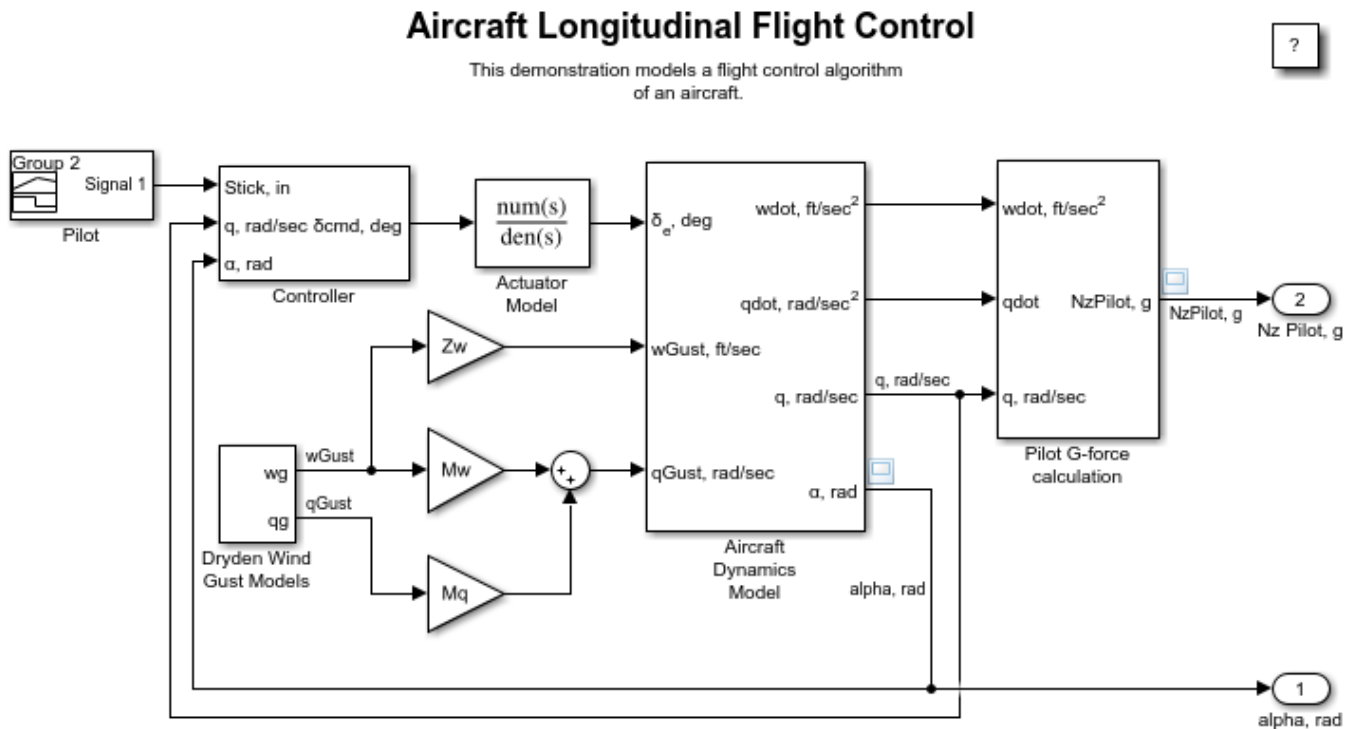 Aircraft Longitudinal Flight Control
?
This demonstration models a flight control algorithm
of an aircraft.
Group 2
Signal 1
Pilot
Stick, in
q, rad/sec δcmd, deg
α, rad
Controller
num(s)
den(s)
Actuator
Model
δe, deg
wGust, ft/sec
qGust, rad/sec
wdot, ft/sec²
qdot, rad/sec²
q, rad/sec
α, rad
Aircraft
Dynamics
Model
q, rad/sec
alpha, rad
wdot, ft/sec²
qdot
q, rad/sec
NzPilot, g
Pilot G-force
calculation
NzPilot, g
2
Nz Pilot, g
Zw
Mw
Mq
+
+
wg
qg
wGust
qGust
Dryden Wind
Gust Models
1
alpha, rad